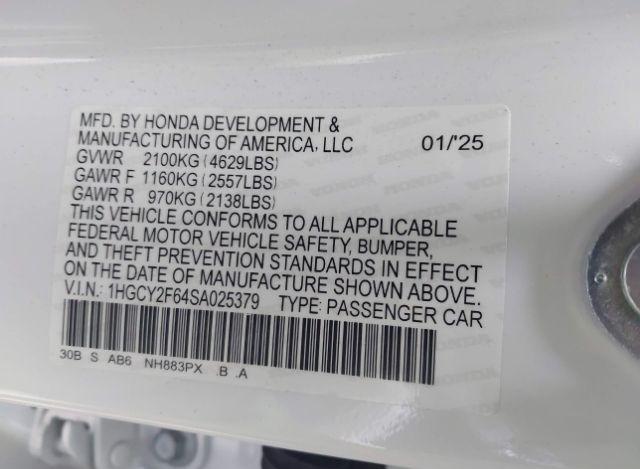 MFD. BY HONDA DEVELOPMENT &
MANUFACTURING OF AMERICA, LLC 01/'25
GVWR 2100KG (4629LBS)
GAWR F 1160KG (2557LBS)
GAWR R 970KG (2138LBS)
THIS VEHICLE CONFORMS TO ALL APPLICABLE
FEDERAL MOTOR VEHICLE SAFETY, BUMPER,
AND THEFT PREVENTION STANDARDS IN EFFECT
ON THE DATE OF MANUFACTURE SHOWN ABOVE.
V.I.N.: 1HGCY2F64SA025379 TYPE: PASSENGER CAR
30B S AB6 NH883PX .B .A